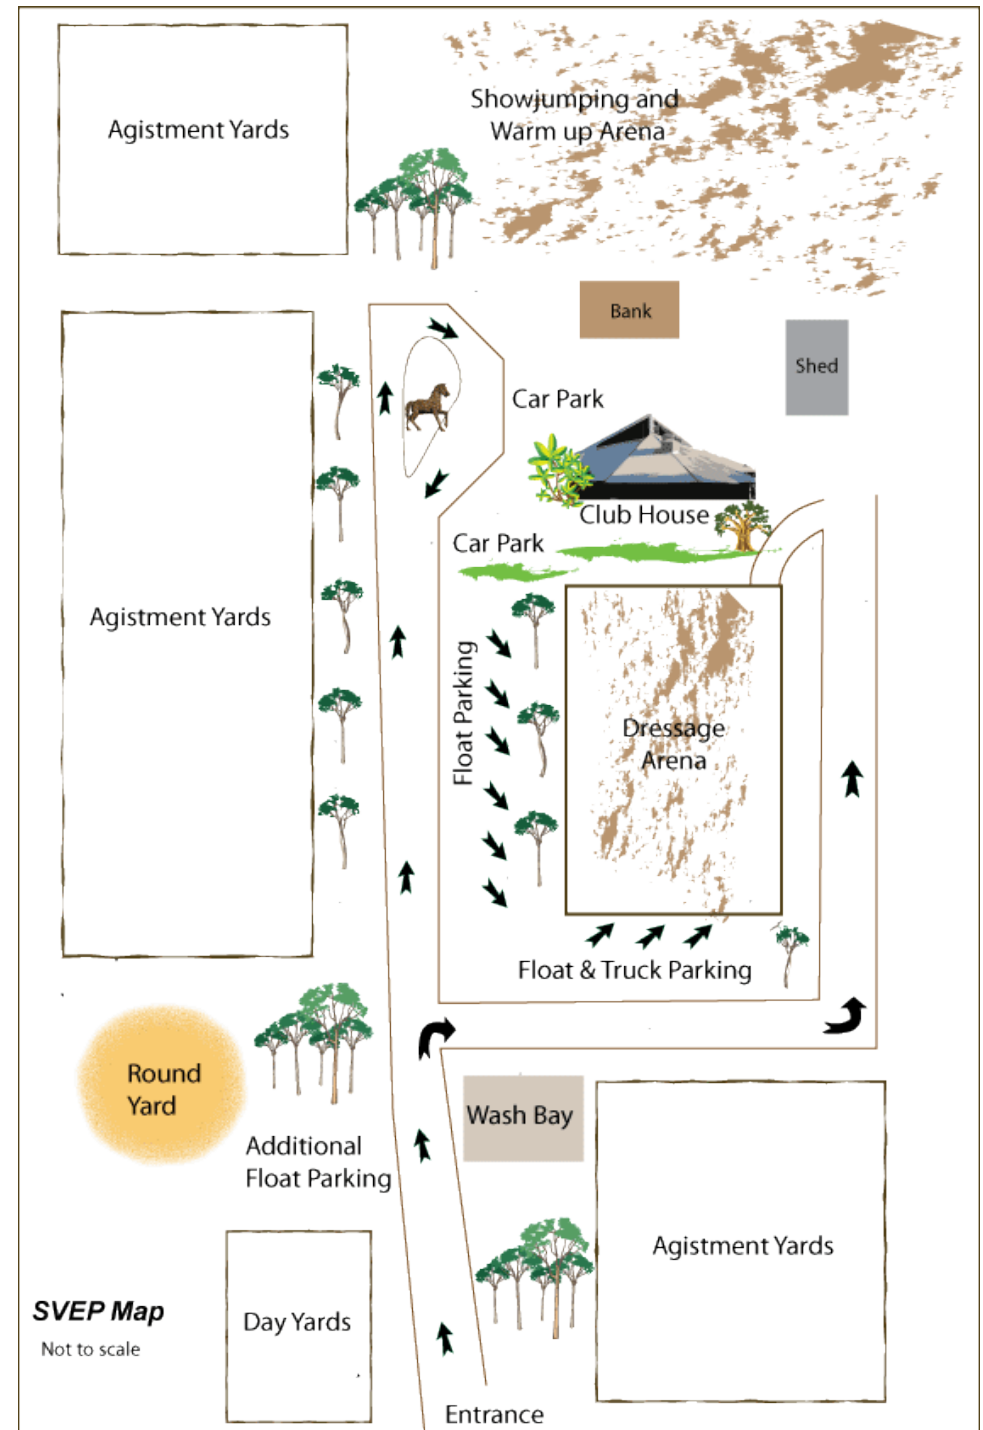 Agistment Yards
Showjumping and
Warm up Arena
Bank
Shed
Car Park
Club House
Car Park
Agistment Yards
Float Parking
Dressage
Arena
Float & Truck Parking
Round
Yard
Wash Bay
Additional
Float Parking
Agistment Yards
SVEP Map
Not to scale
Day Yards
Entrance